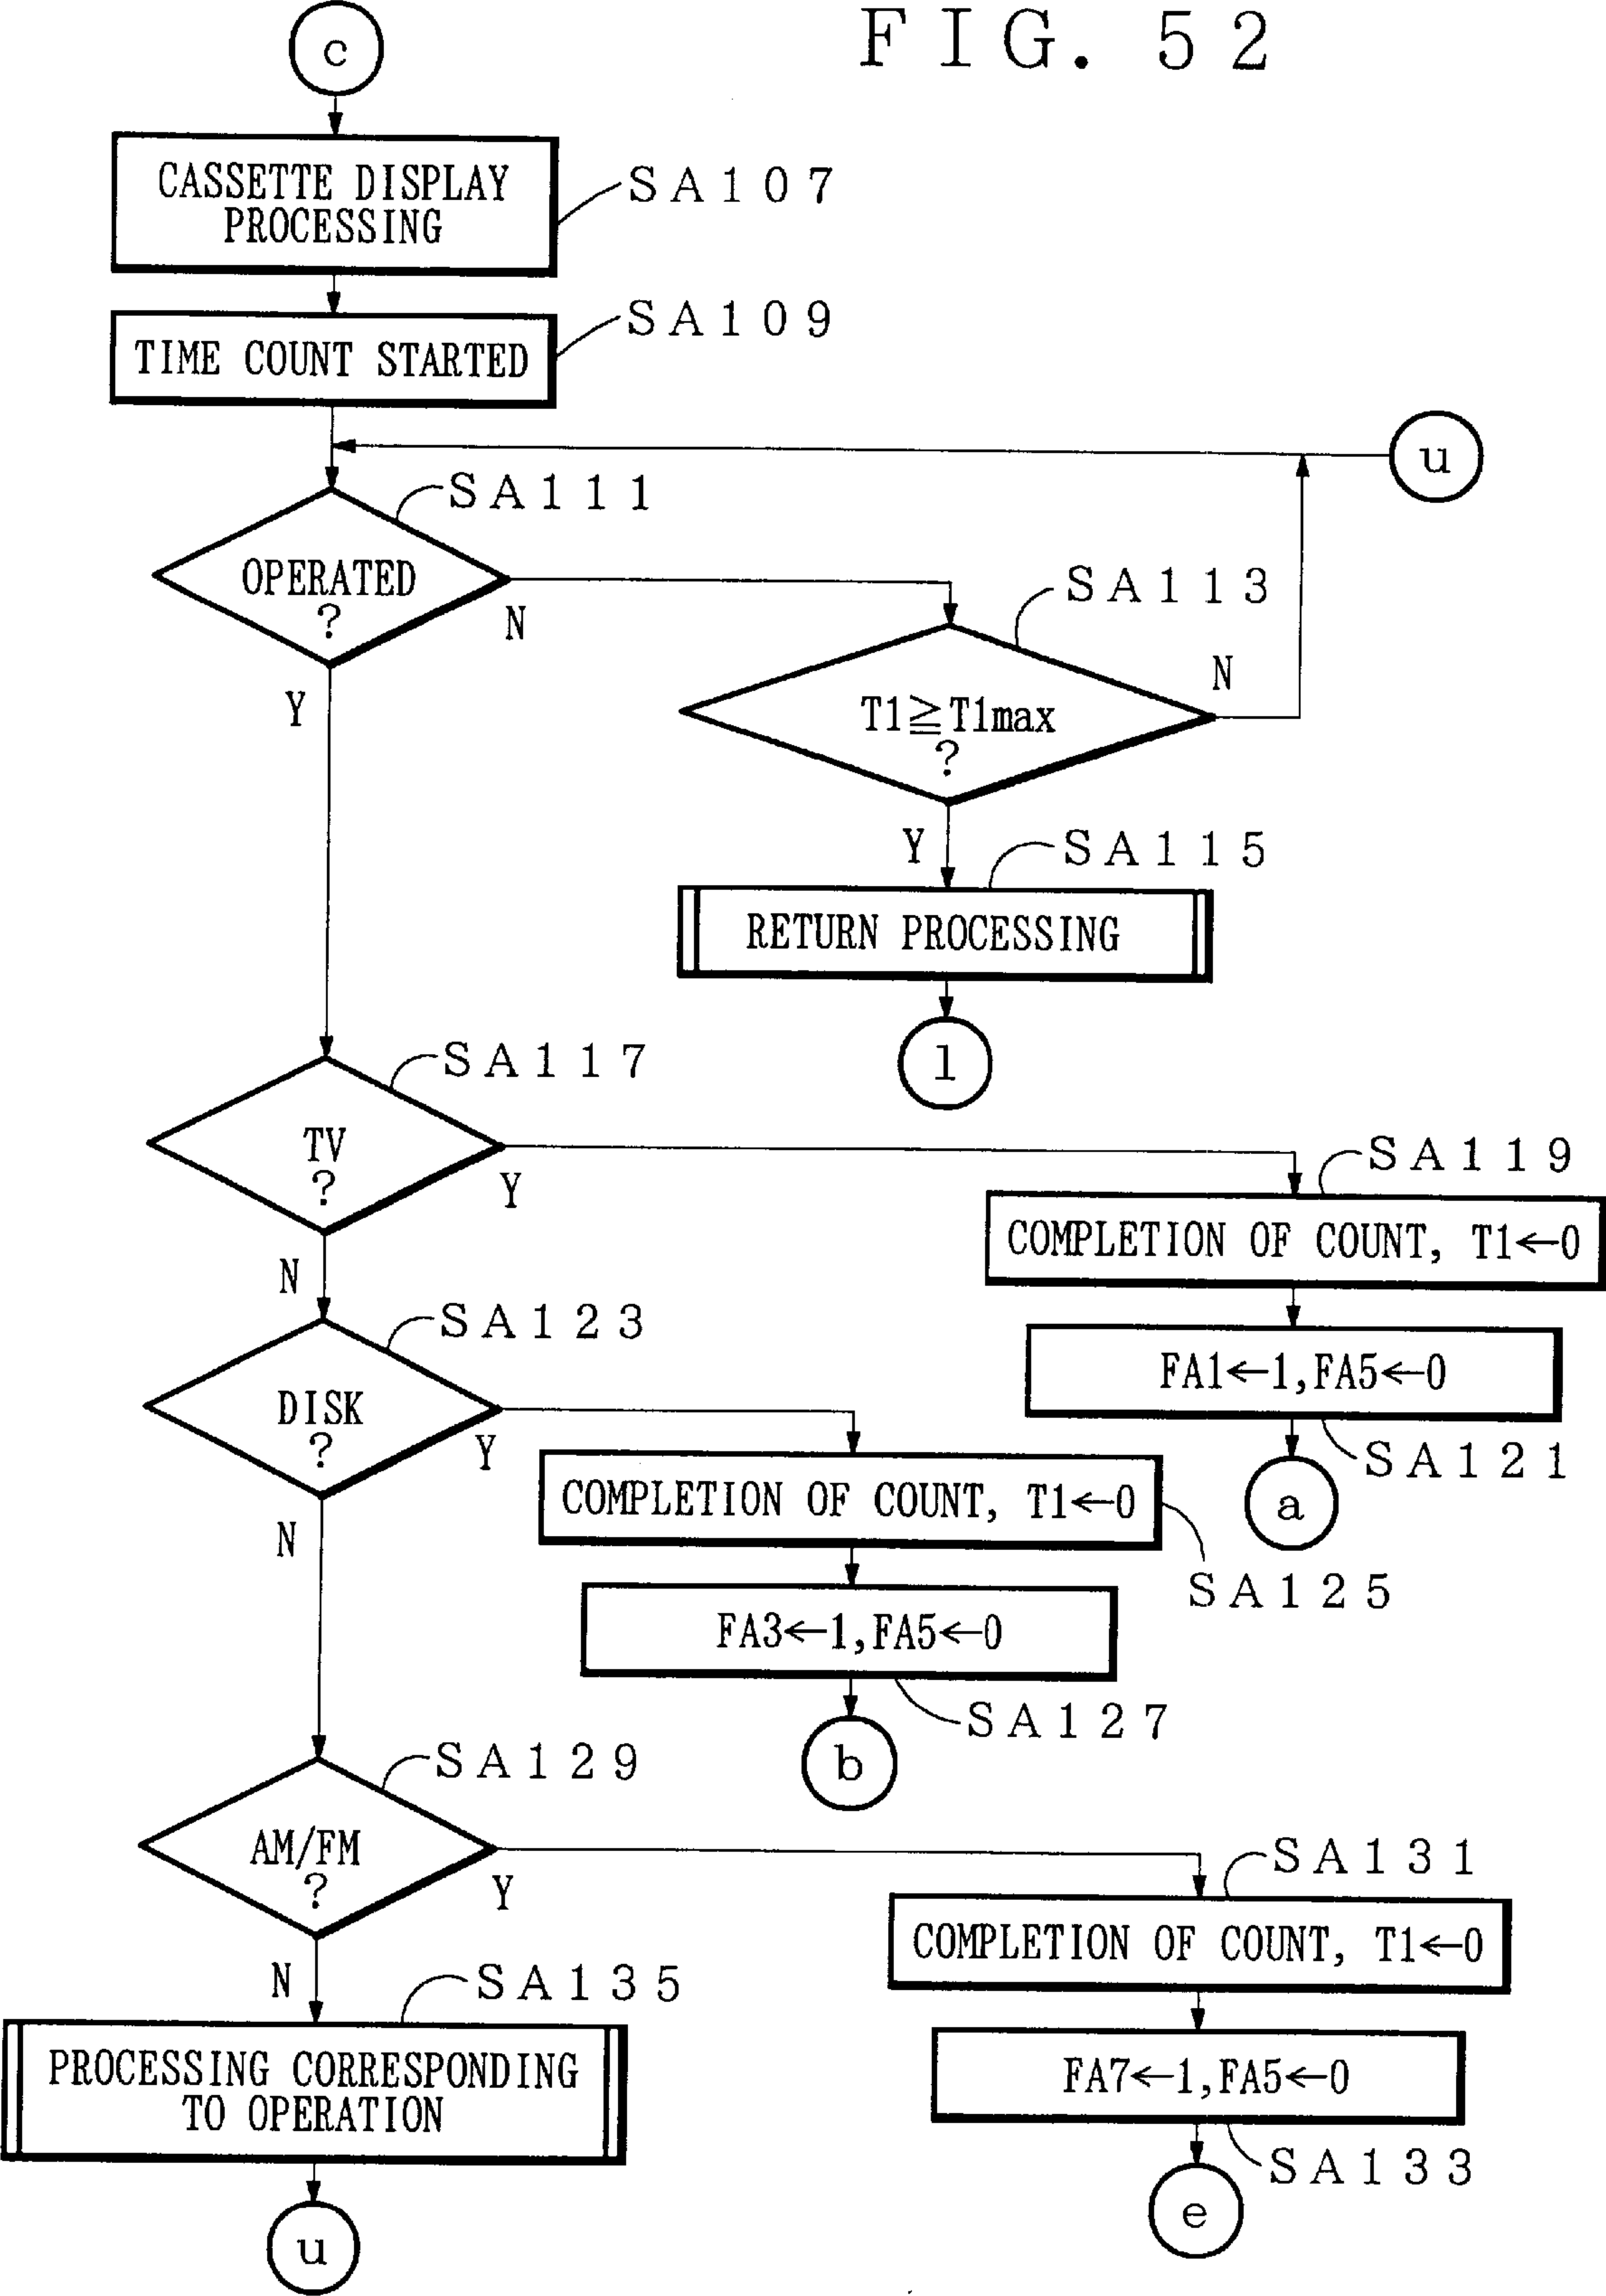 FIG. 52
c
CASSETTE DISPLAY
PROCESSING
SA107
TIME COUNT STARTED
SA109
u
SA111
OPERATED
?
N
Y
SA113
T1≧T1max
?
N
Y
SA115
RETURN PROCESSING
l
SA117
TV
?
Y
N
SA119
COMPLETION OF COUNT, T1←0
FA1←1,FA5←0
SA121
a
SA123
DISK
?
Y
N
COMPLETION OF COUNT, T1←0
SA125
FA3←1,FA5←0
SA127
b
SA129
AM/FM
?
Y
N
SA131
COMPLETION OF COUNT, T1←0
FA7←1,FA5←0
SA133
e
SA135
PROCESSING CORRESPONDING
TO OPERATION
u